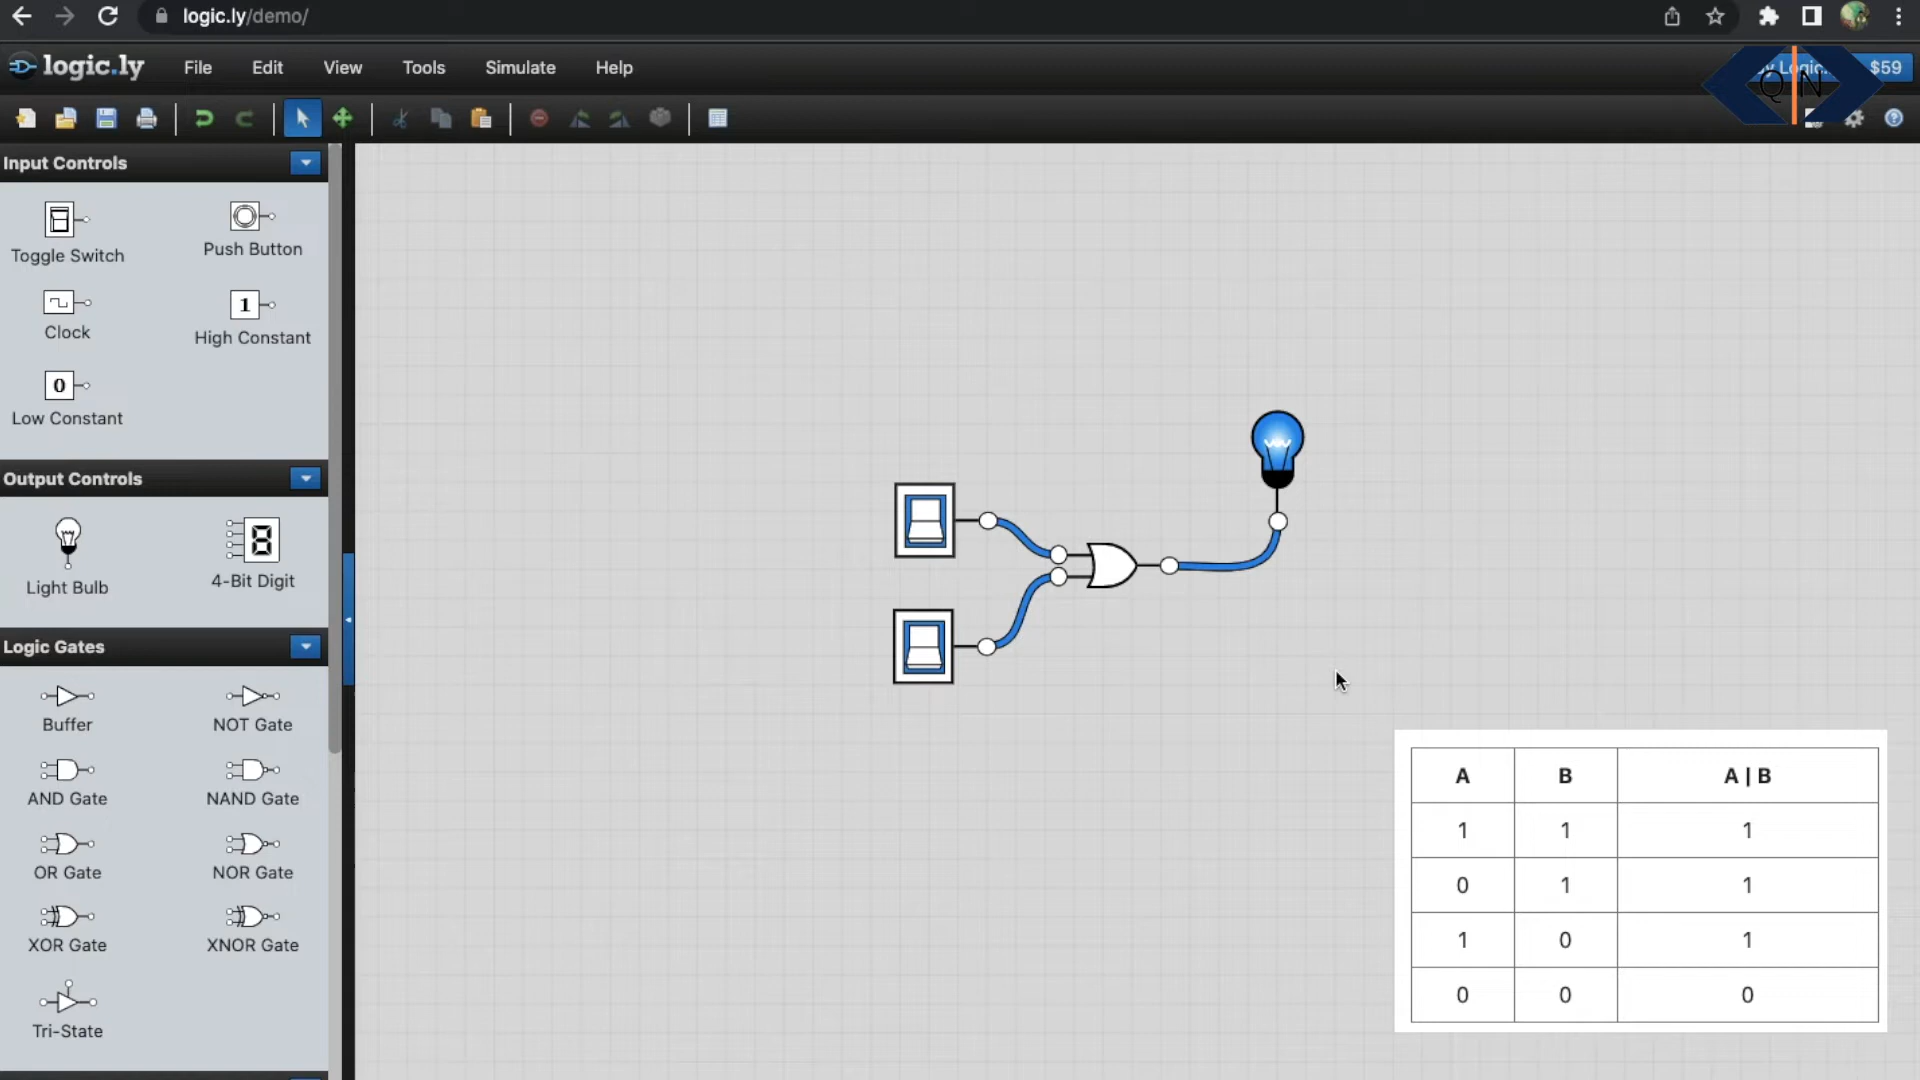 logic.ly/demo/
logic.ly File Edit View Tools Simulate Help
Logic. $59
Q N
Input Controls
Toggle Switch Push Button
1
Clock High Constant
0
Low Constant
Output Controls
8
Light Bulb 4-Bit Digit
Logic Gates
Buffer NOT Gate
AND Gate NAND Gate
OR Gate NOR Gate
XOR Gate XNOR Gate
Tri-State
A B A | B
1 1 1
0 1 1
1 0 1
0 0 0